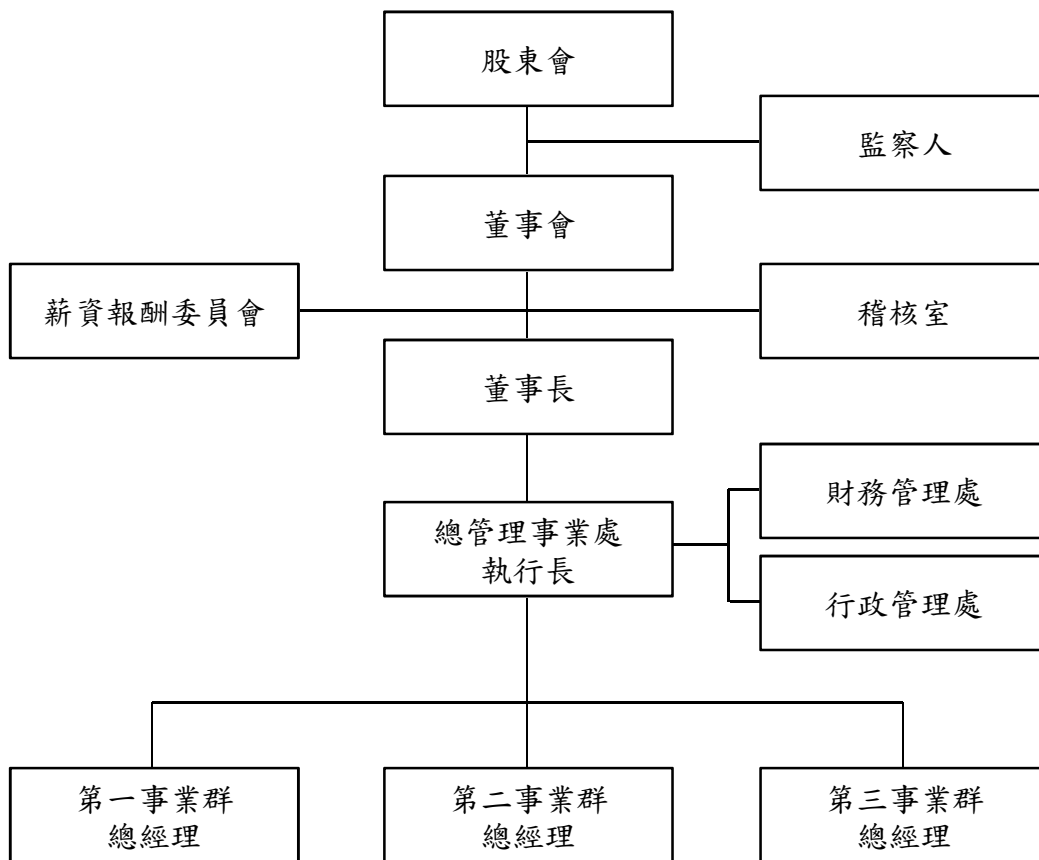 股東會
監察人
董事會
薪資報酬委員會
稽核室
董事長
財務管理處
總管理事業處
執行長
行政管理處
第一事業群
總經理
第二事業群
總經理
第三事業群
總經理